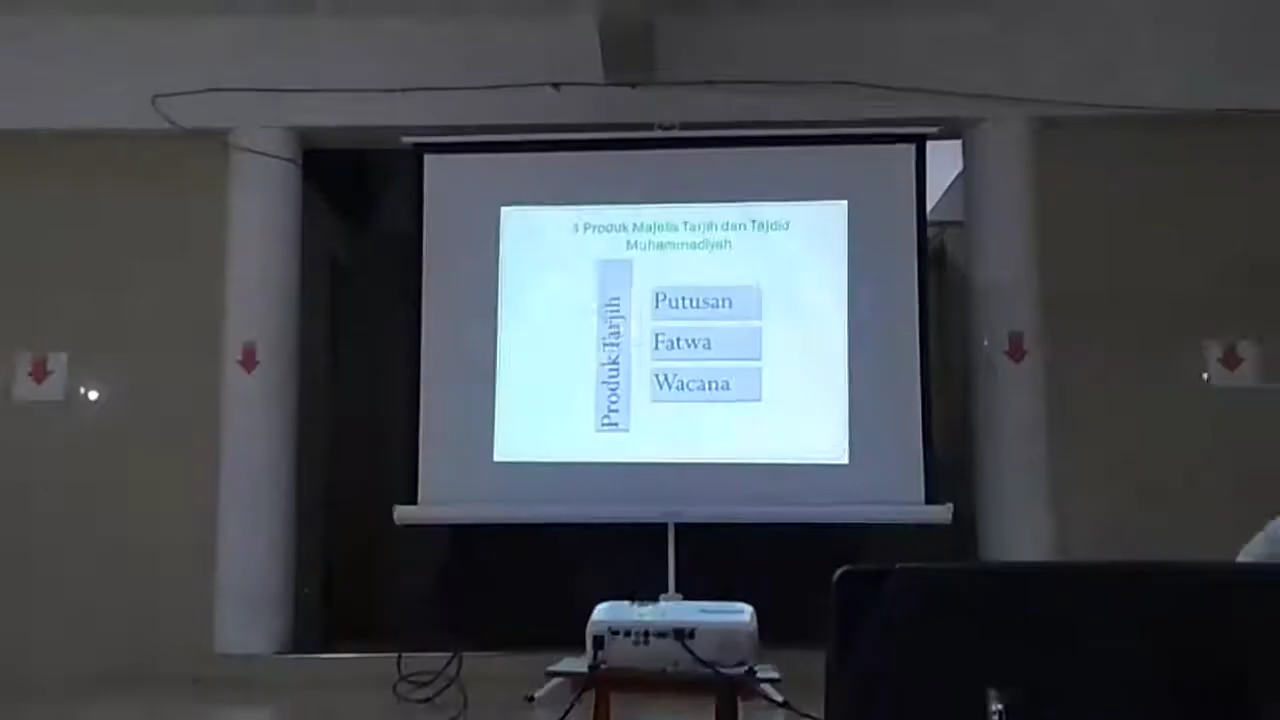 3 Produk Majelis Tarjih dan Tajdid
Muhammadiyah
Produk Tarjih
Putusan
Fatwa
Wacana